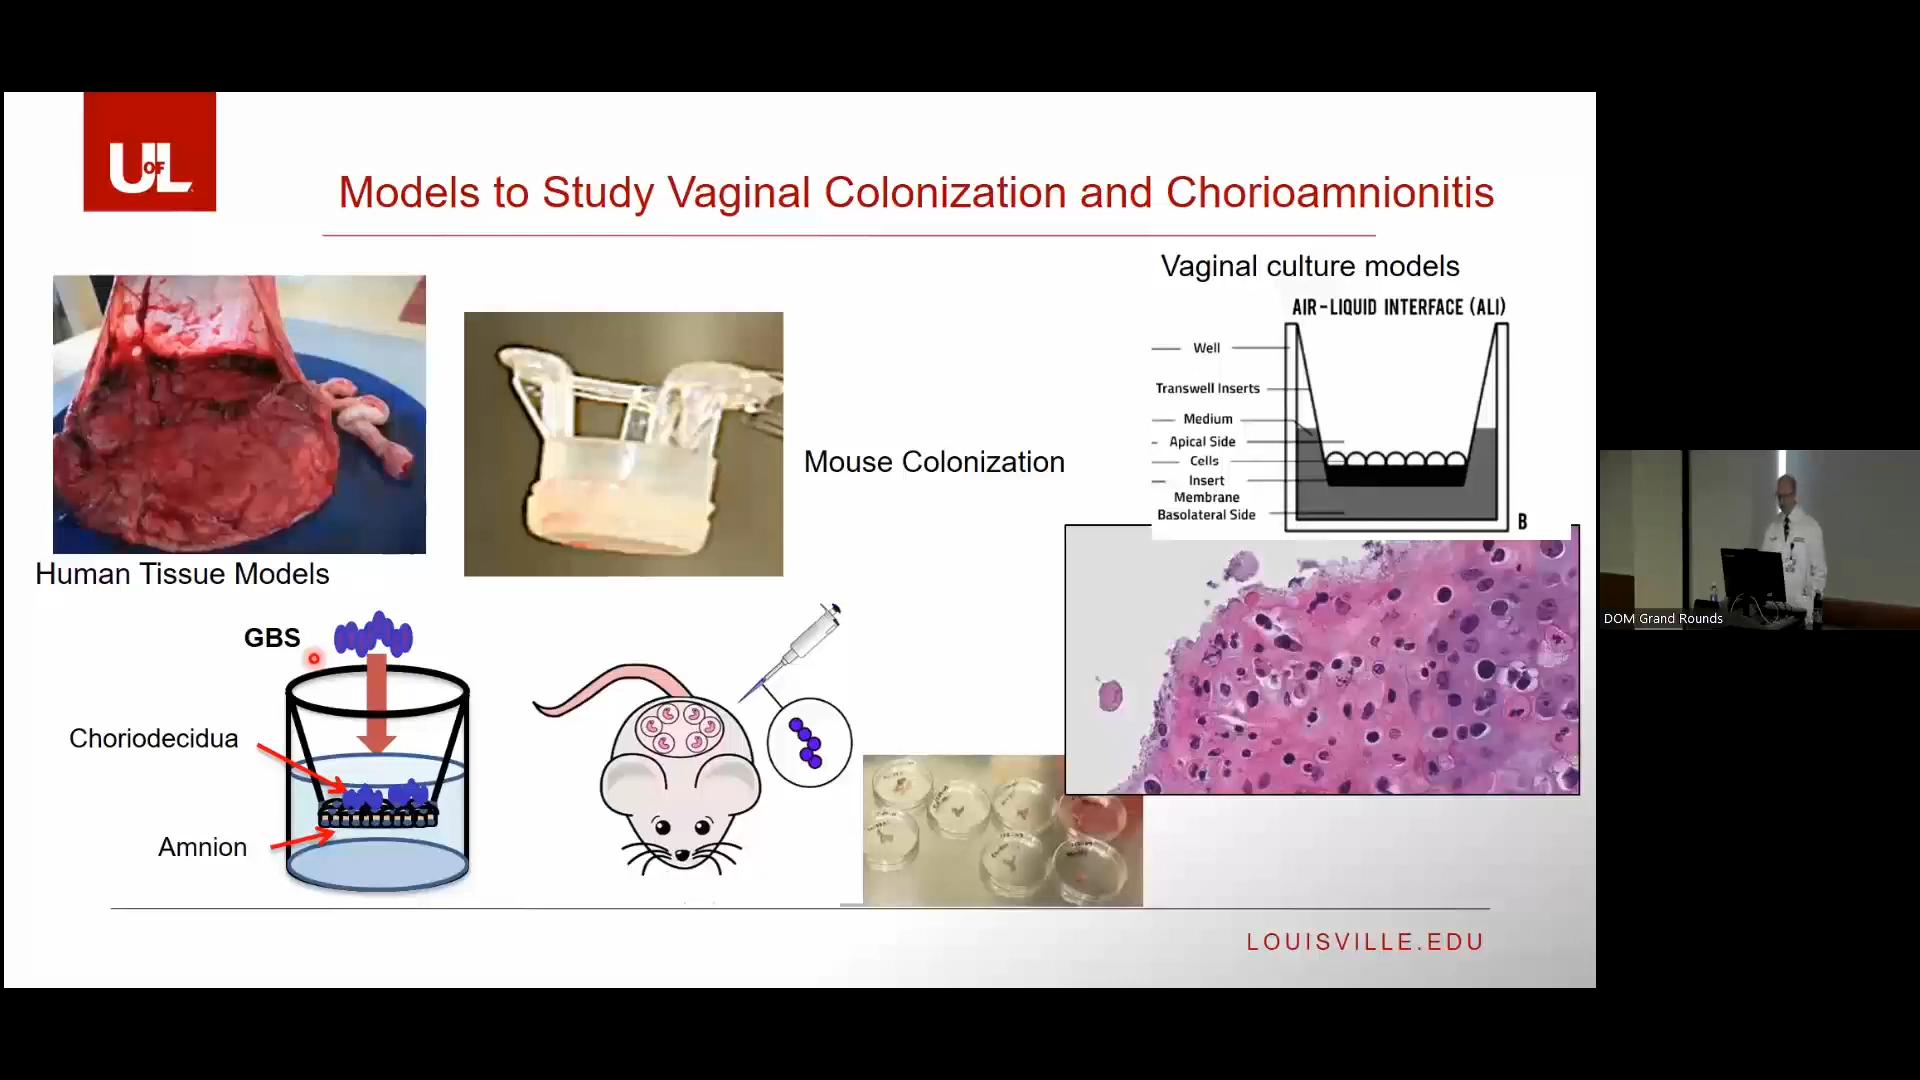 UofL
Models to Study Vaginal Colonization and Chorioamnionitis
Vaginal culture models
AIR-LIQUID INTERFACE (ALI)
Well
Transwell Inserts
Medium
Apical Side
Cells
Insert
Membrane
Basolateral Side
B
Mouse Colonization
Human Tissue Models
GBS
Choriodecidua
Amnion
LOUISVILLE.EDU
DOM Grand Rounds